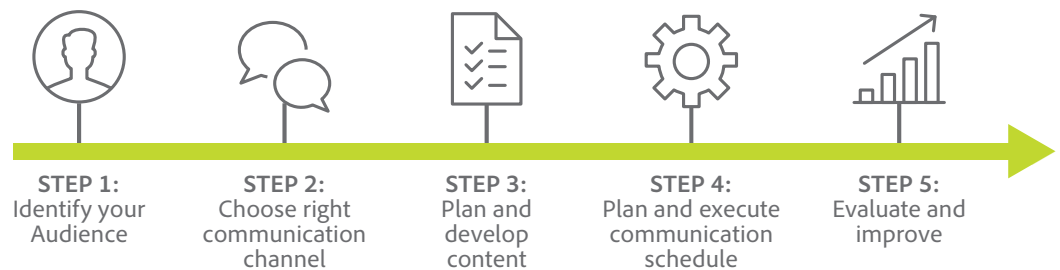 STEP 1:
Identify your
Audience
STEP 2:
Choose right
communication
channel
STEP 3:
Plan and
develop
content
STEP 4:
Plan and execute
communication
schedule
STEP 5:
Evaluate and
improve